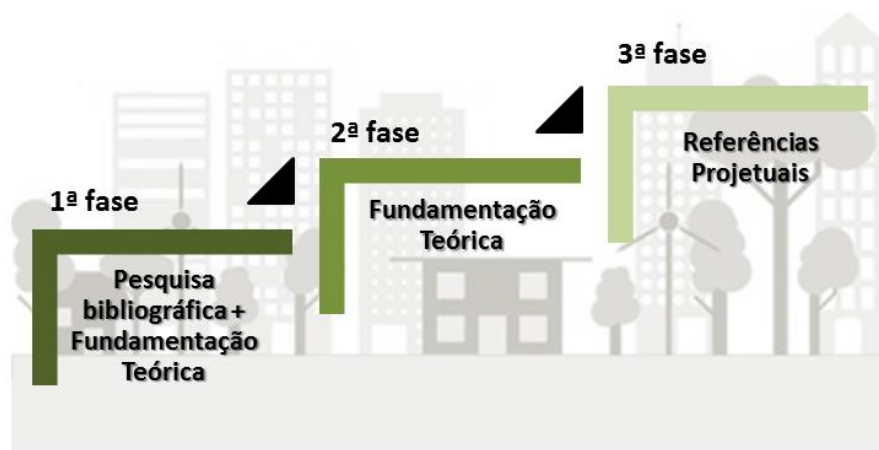 1ª fase
Pesquisa
bibliográfica +
Fundamentação
Teórica
2ª fase
Fundamentação
Teórica
3ª fase
Referências
Projetuais